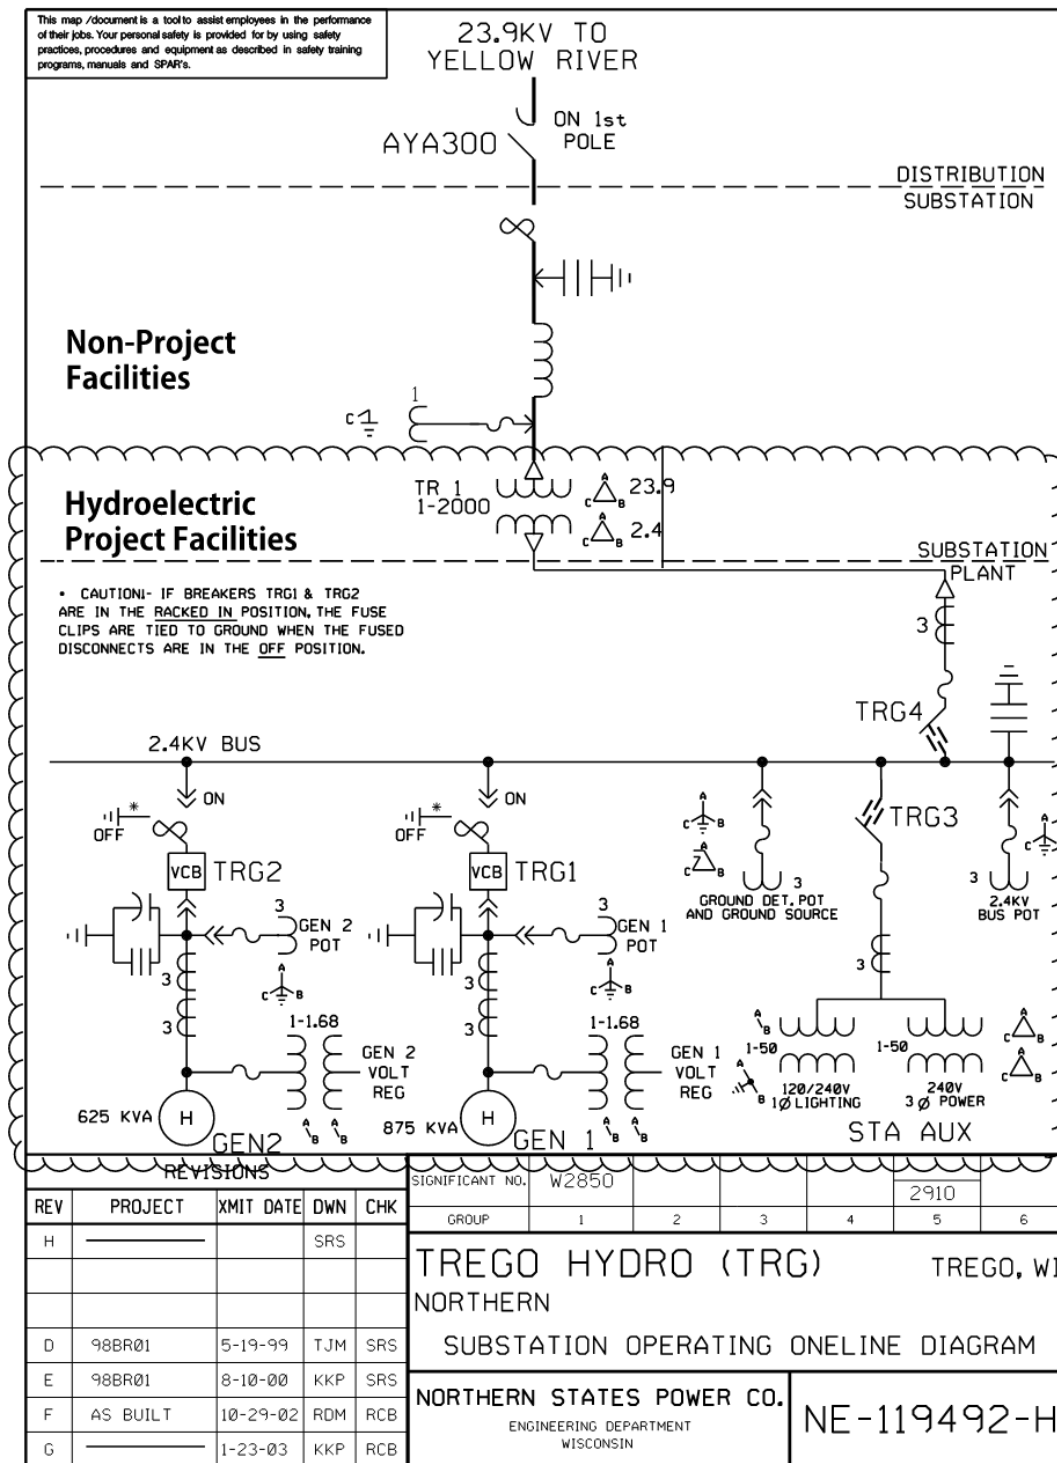 This map /document is a tool to assist employees in the performance
of their jobs. Your personal safety is provided for by using safety
practices, procedures and equipment as described in safety training
programs, manuals and SPAR's.
23.9KV TO
YELLOW RIVER
ON 1st
POLE
AYA300
DISTRIBUTION
SUBSTATION
Non-Project
Facilities
1
C
Hydroelectric
Project Facilities
TR 1
1-2000
A
C B
23.9
A
C B
2.4
SUBSTATION
PLANT
• CAUTION:- IF BREAKERS TRG1 & TRG2
ARE IN THE RACKED IN POSITION, THE FUSE
CLIPS ARE TIED TO GROUND WHEN THE FUSED
DISCONNECTS ARE IN THE OFF POSITION.
3
TRG4
2.4KV BUS
ON
ON
* OFF
* OFF
TRG3
VCB
TRG2
VCB
TRG1
A
C B
A
C B
3
GROUND DET. POT
AND GROUND SOURCE
A
C
3
2.4KV
BUS POT
3
GEN 2
POT
3
GEN 1
POT
A
C B
A
C B
3
3
3
3
3
1-1.68
1-1.68
GEN 2
VOLT
REG
GEN 1
VOLT
REG
A
B
1-50
1-50
A
C B
A
B
120/240V
1Ø LIGHTING
240V
3 Ø POWER
A
C B
625 KVA
H
GEN2
A
B
A
B
875 KVA
H
GEN 1
A
B
A
B
STA AUX
REVISIONS
REV PROJECT XMIT DATE DWN CHK
H SRS
D 98BR01 5-19-99 TJM SRS
E 98BR01 8-10-00 KKP SRS
F AS BUILT 10-29-02 RDM RCB
G 1-23-03 KKP RCB
SIGNIFICANT NO. W2850 2910
GROUP 1 2 3 4 5 6
TREGO HYDRO (TRG) TREGO, WI
NORTHERN
SUBSTATION OPERATING ONELINE DIAGRAM
NORTHERN STATES POWER CO.
ENGINEERING DEPARTMENT
WISCONSIN
NE-119492-H